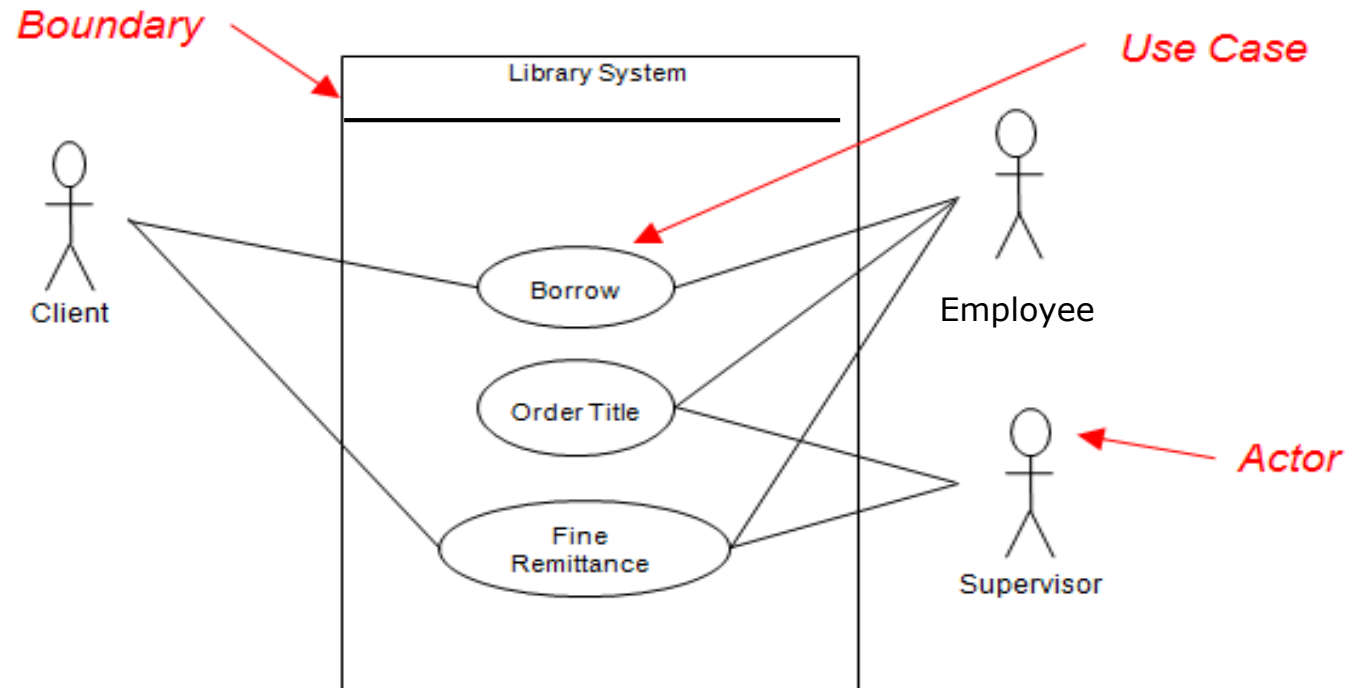 Boundary
Use Case
Library System
Borrow
Client
Employee
Order Title
Actor
Fine
Remittance
Supervisor